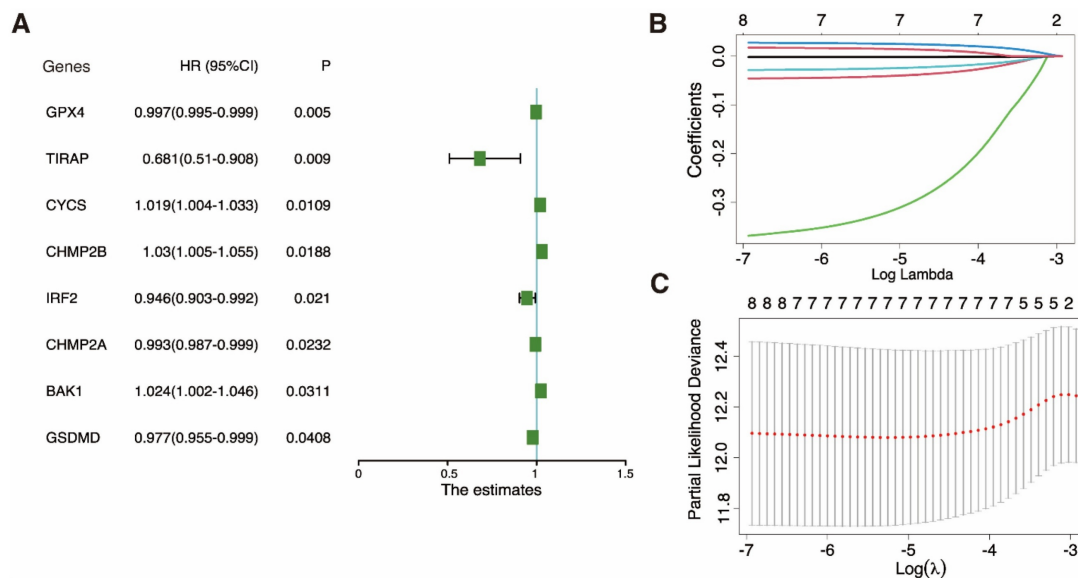 A
Genes HR (95%CI) P
GPX4 0.997(0.995-0.999) 0.005
TIRAP 0.681(0.51-0.908) 0.009
CYCS 1.019(1.004-1.033) 0.0109
CHMP2B 1.03(1.005-1.055) 0.0188
IRF2 0.946(0.903-0.992) 0.021
CHMP2A 0.993(0.987-0.999) 0.0232
BAK1 1.024(1.002-1.046) 0.0311
GSDMD 0.977(0.955-0.999) 0.0408
0 0.5 1 1.5
The estimates
B
8 7 7 7 2
Coefficients
0.0
-0.1
-0.2
-0.3
-7 -6 -5 -4 -3
Log Lambda
C
8 8 8 7 7 7 7 7 7 7 7 7 7 7 7 7 7 5 5 5 2
Partial Likelihood Deviance
12.4
12.2
12.0
11.8
-7 -6 -5 -4 -3
Log(λ)